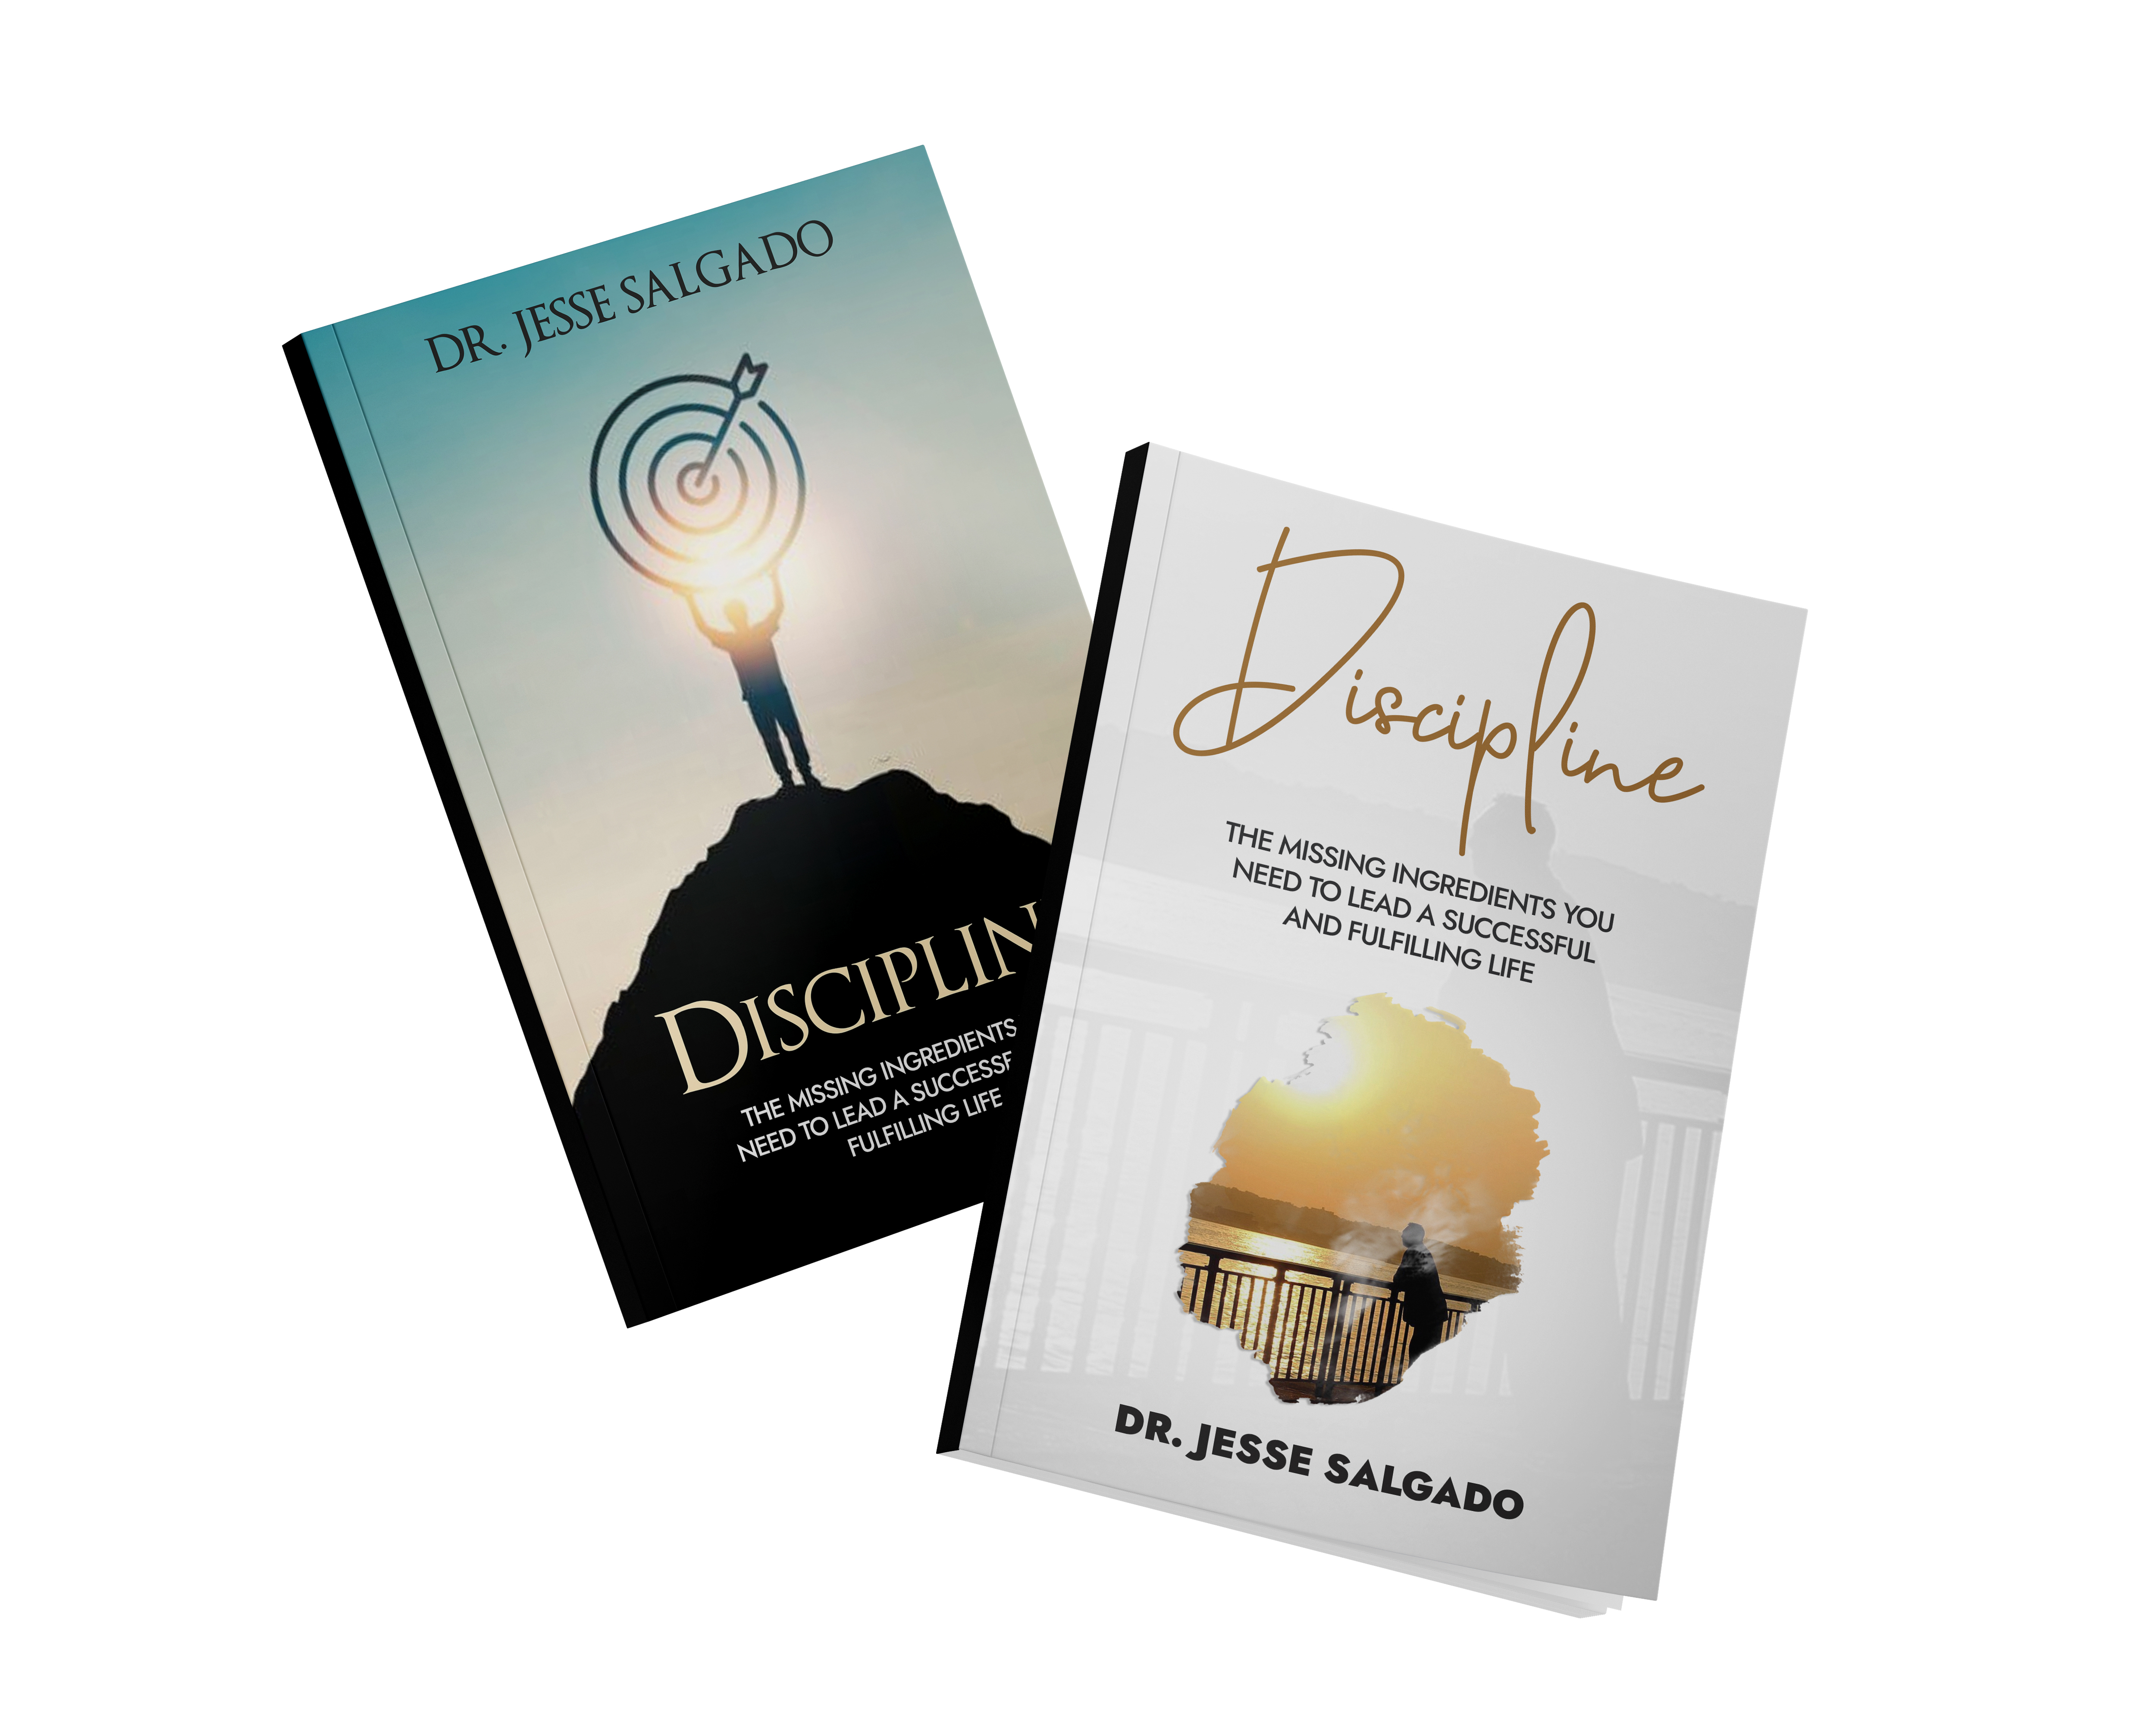 DR. JESSE SALGADO
DISCIPLIN
THE MISSING INGREDIENTS
NEED TO LEAD A SUCCESSF
FULFILLING LIFE
Discipline
THE MISSING INGREDIENTS YOU
NEED TO LEAD A SUCCESSFUL
AND FULFILLING LIFE
DR. JESSE SALGADO